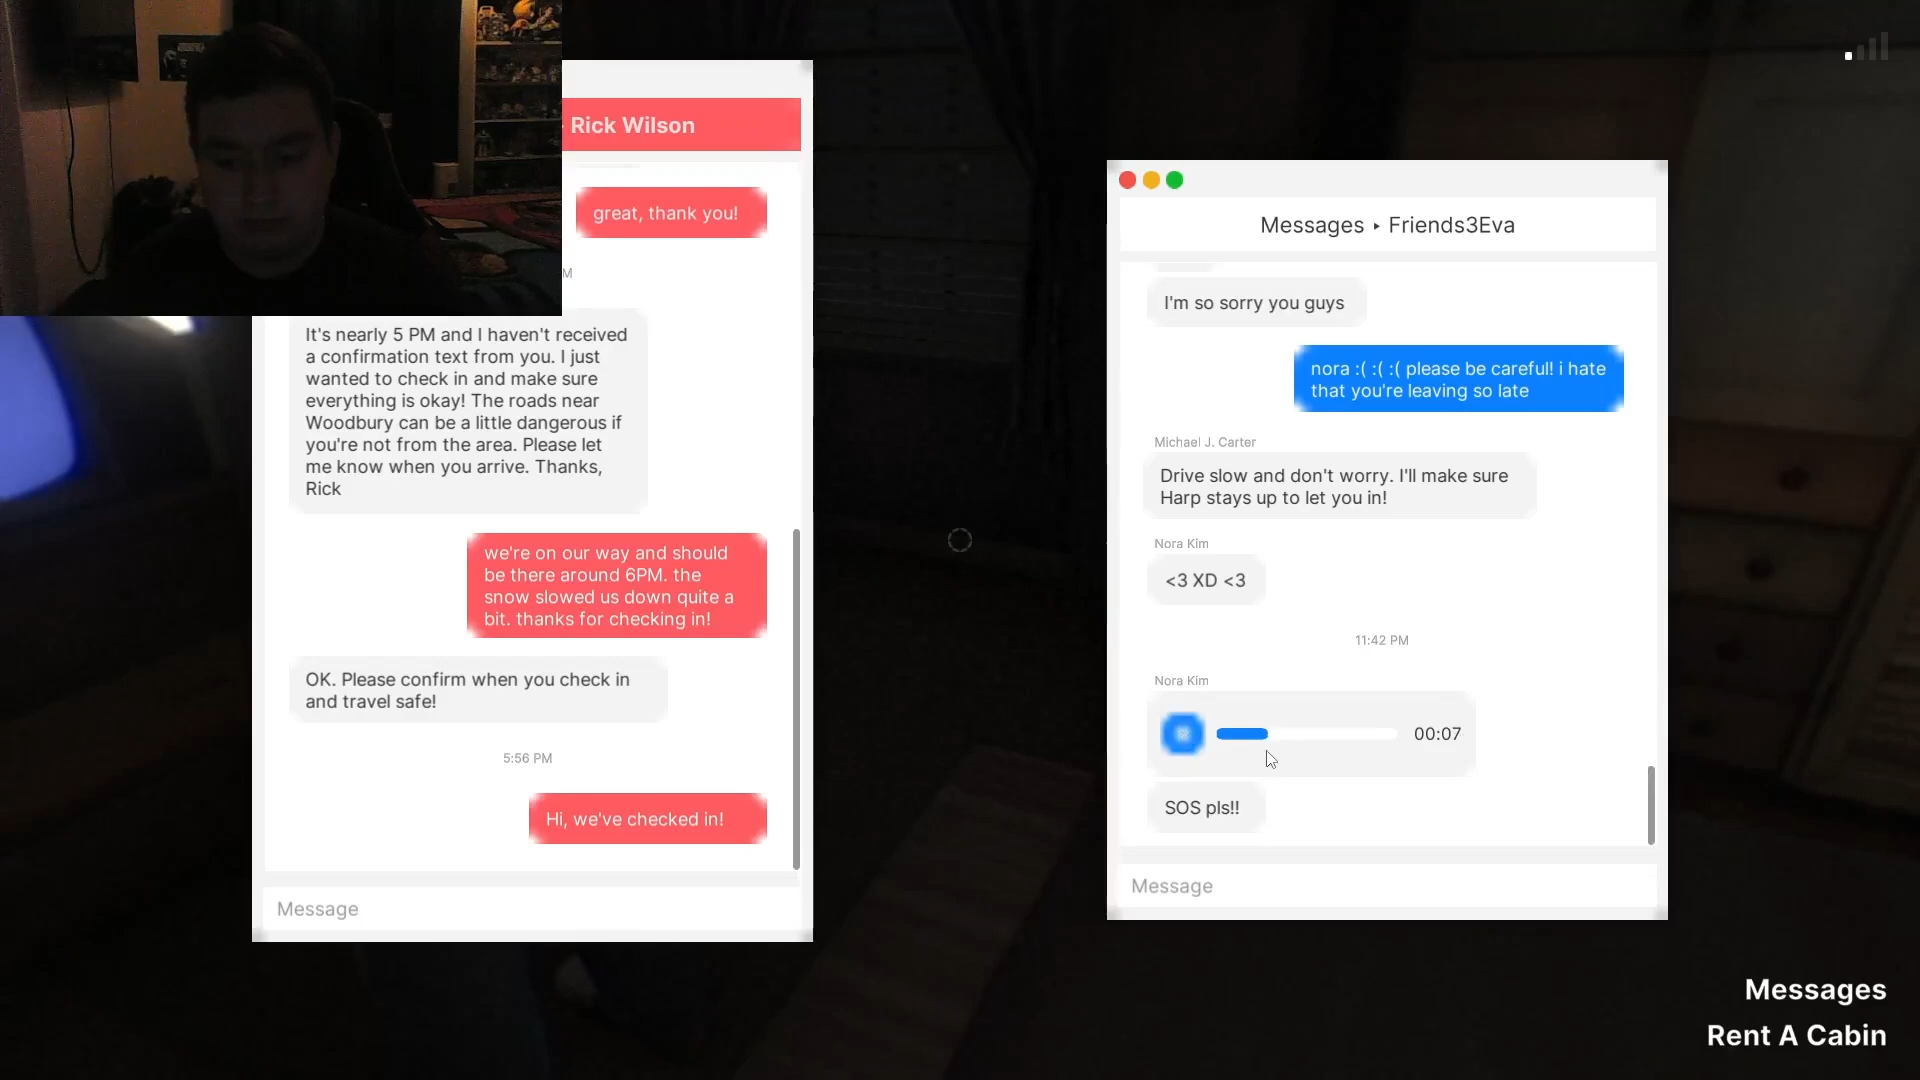 Rick Wilson
great, thank you!
M
It's nearly 5 PM and I haven't received
a confirmation text from you. I just
wanted to check in and make sure
everything is okay! The roads near
Woodbury can be a little dangerous if
you're not from the area. Please let
me know when you arrive. Thanks,
Rick
we're on our way and should
be there around 6PM. the
snow slowed us down quite a
bit. thanks for checking in!
OK. Please confirm when you check in
and travel safe!
5:56 PM
Hi, we've checked in!
Message
Messages ‣ Friends3Eva
I'm so sorry you guys
nora :( :( :( please be careful! i hate
that you're leaving so late
Michael J. Carter
Drive slow and don't worry. I'll make sure
Harp stays up to let you in!
Nora Kim
<3 XD <3
11:42 PM
Nora Kim
00:07
SOS pls!!
Message
Messages
Rent A Cabin